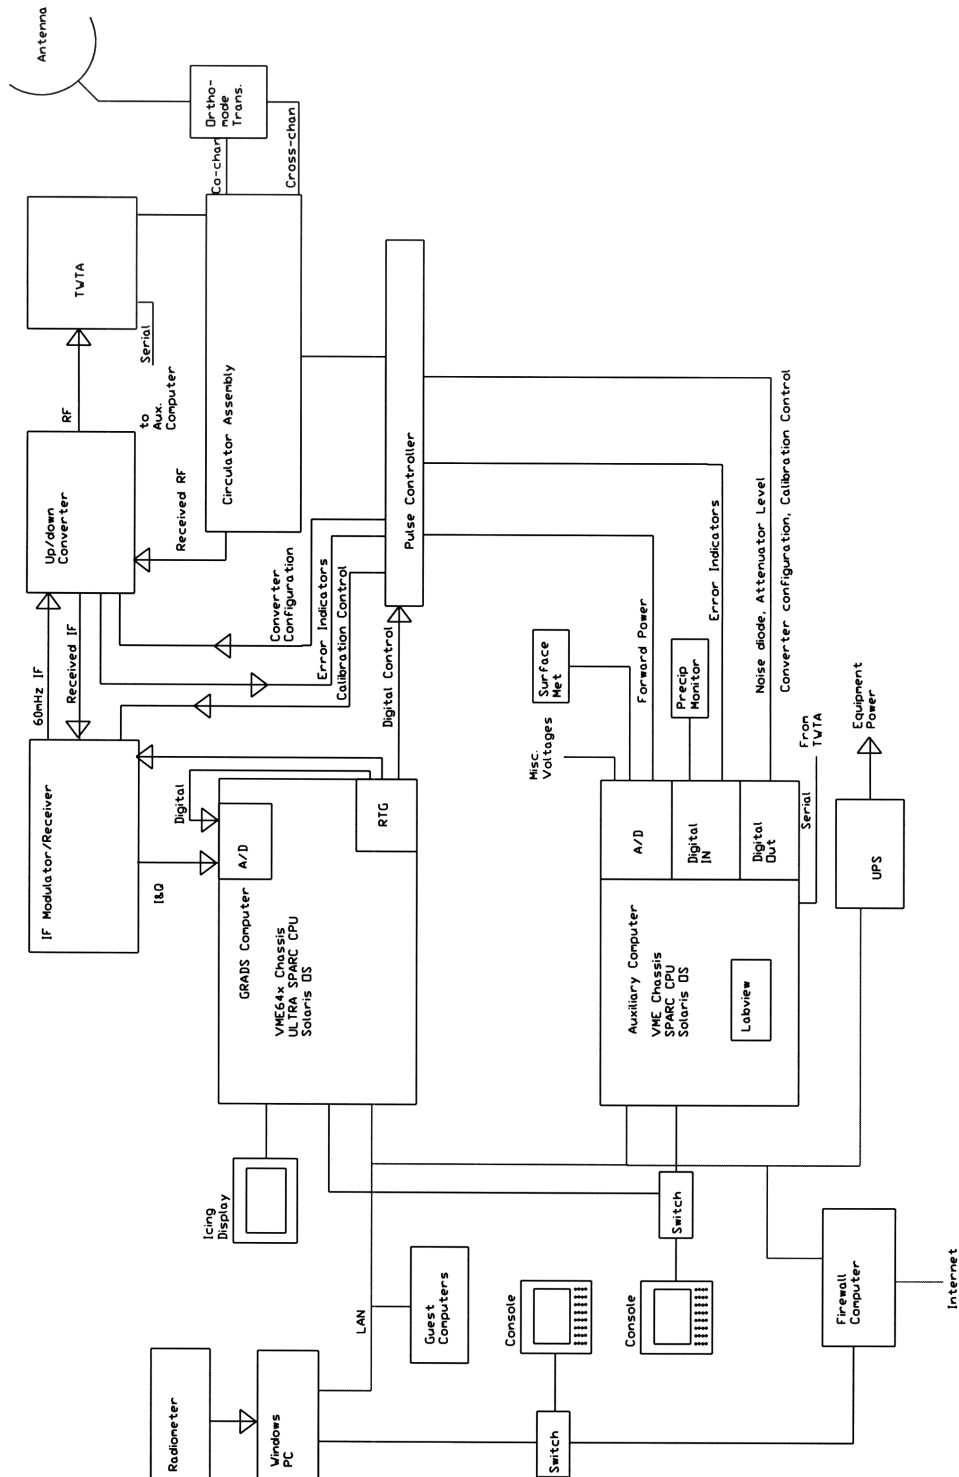 Antenna
Ortho-
mode
Trans.
Co-chan
Cross-chan
TWTA
Serial
to
Aux.
Computer
RF
Up/down
Converter
Received RF
Circulator Assembly
Pulse Controller
60mHz IF
Received IF
Converter
Configuration
Error Indicators
Calibration Control
Digital Control
IF Modulator/Receiver
I&Q
Digital
A/D
RTG
GRADS Computer
VME64x Chassis
ULTRA SPARC CPU
Solaris OS
Misc.
Voltages
Surface
Met
Forward Power
Precip
Monitor
Error Indicators
Noise diode, Attenuator Level
Converter configuration, Calibration Control
A/D
Digital
IN
Digital
Out
Serial
From
TWTA
Equipment
Power
UPS
Auxiliary Computer
VME Chassis
SPARC CPU
Solaris OS
Labview
Icing
Display
Switch
LAN
Guest
Computers
Console
Console
Firewall
Computer
Internet
Radiometer
Windows
PC
Switch